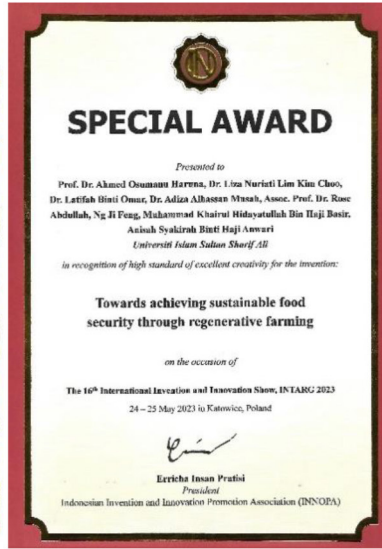 SPECIAL AWARD
Presented to
Prof. Dr. Ahmed Osumanu Haruna, Dr. Liza Nuriati Lim Kim Choo,
Dr. Latifah Binti Omar, Dr. Adiza Alhassan Musah, Assoc. Prof. Dr. Rose
Abdullah, Ng Ji Feng, Muhammad Khairul Hidayatullah Bin Haji Basir,
Anisah Syakirah Binti Haji Anwari
Universiti Islam Sultan Sharif Ali
in recognition of high standard of excellent creativity for the invention:
Towards achieving sustainable food
security through regenerative farming
on the occasion of
The 16th International Invention and Innovation Show, INTARG 2023
24 – 25 May 2023 in Katowice, Poland
Erricha Insan Pratisi
President
Indonesian Invention and Innovation Promotion Association (INNOPA)